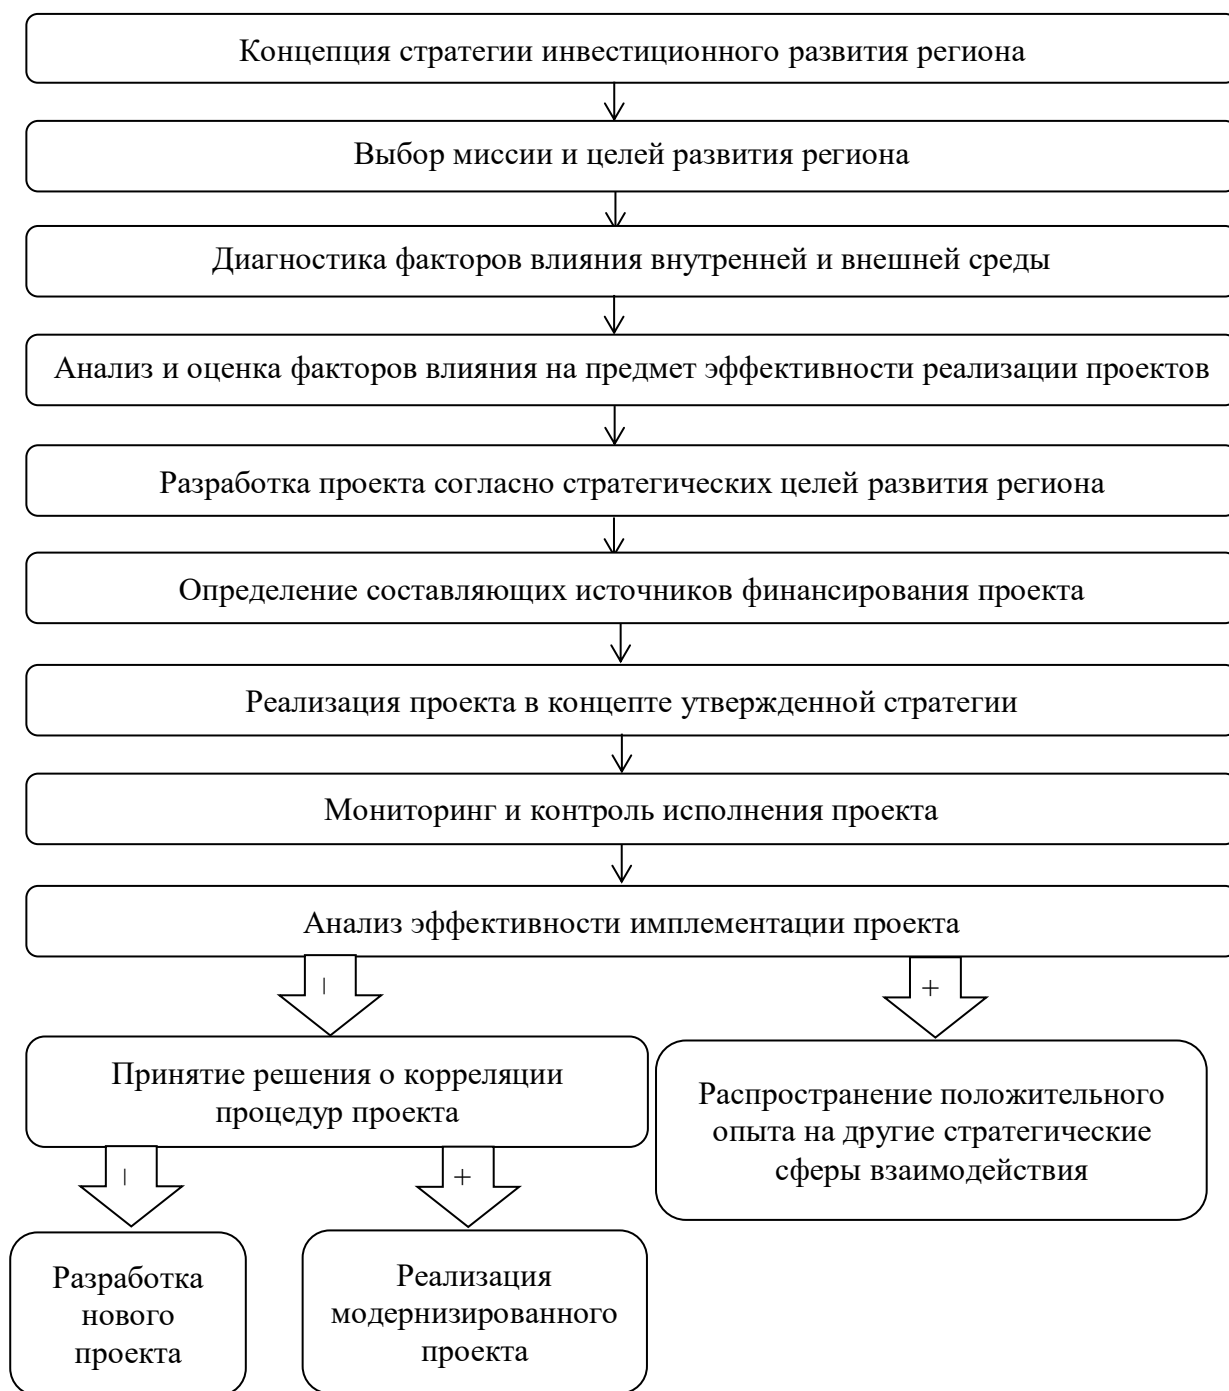 Концепция стратегии инвестиционного развития региона
Выбор миссии и целей развития региона
Диагностика факторов влияния внутренней и внешней среды
Анализ и оценка факторов влияния на предмет эффективности реализации проектов
Разработка проекта согласно стратегических целей развития региона
Определение составляющих источников финансирования проекта
Реализация проекта в концепте утвержденной стратегии
Мониторинг и контроль исполнения проекта
Анализ эффективности имплементации проекта
–
+
Принятие решения о корреляции
процедур проекта
Распространение положительного
опыта на другие стратегические
сферы взаимодействия
–
+
Разработка
нового
проекта
Реализация
модернизированного
проекта